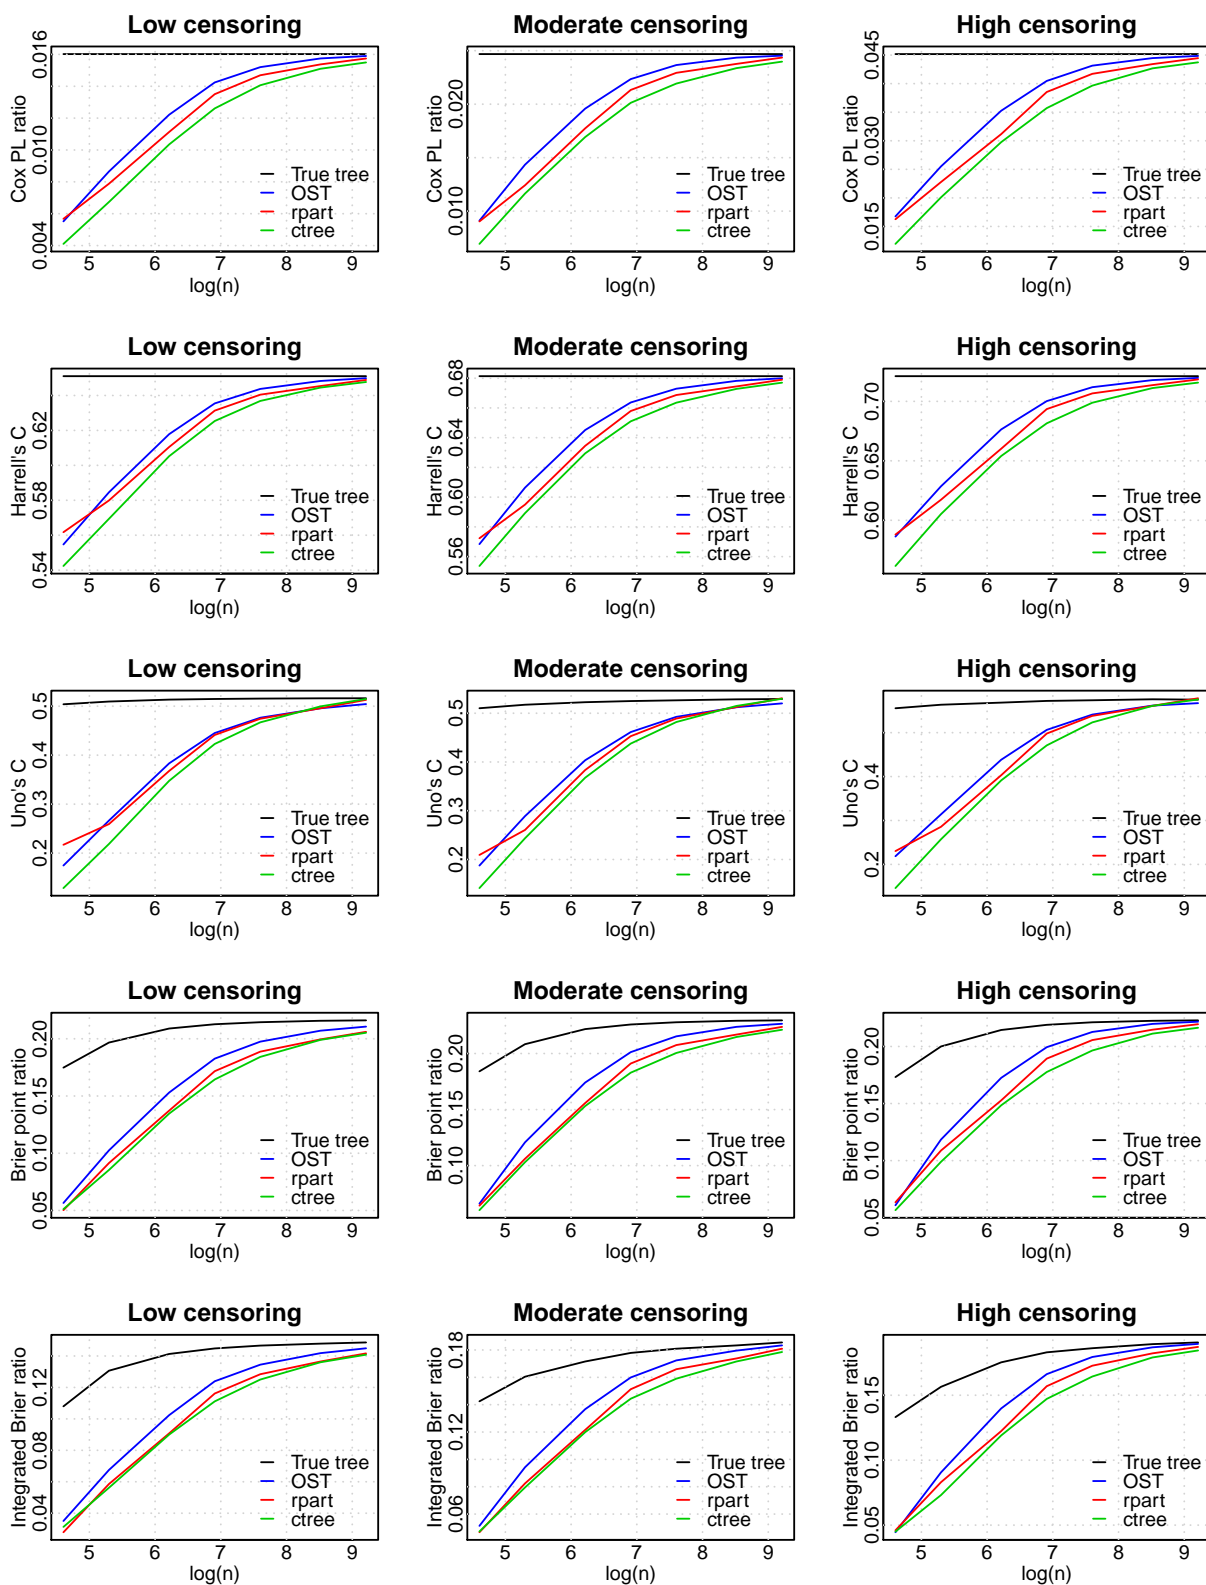 Low censoring
Cox PL ratio
0.004 0.010 0.016
True tree
OST
rpart
ctree
5 6 7 8 9
log(n)
Moderate censoring
Cox PL ratio
0.010 0.020
True tree
OST
rpart
ctree
5 6 7 8 9
log(n)
High censoring
Cox PL ratio
0.015 0.030 0.045
True tree
OST
rpart
ctree
5 6 7 8 9
log(n)
Low censoring
Harrell's C
0.54 0.58 0.62
True tree
OST
rpart
ctree
5 6 7 8 9
log(n)
Moderate censoring
Harrell's C
0.56 0.60 0.64 0.68
True tree
OST
rpart
ctree
5 6 7 8 9
log(n)
High censoring
Harrell's C
0.60 0.65 0.70
True tree
OST
rpart
ctree
5 6 7 8 9
log(n)
Low censoring
Uno's C
0.2 0.3 0.4 0.5
True tree
OST
rpart
ctree
5 6 7 8 9
log(n)
Moderate censoring
Uno's C
0.2 0.3 0.4 0.5
True tree
OST
rpart
ctree
5 6 7 8 9
log(n)
High censoring
Uno's C
0.2 0.4
True tree
OST
rpart
ctree
5 6 7 8 9
log(n)
Low censoring
Brier point ratio
0.05 0.10 0.15 0.20
True tree
OST
rpart
ctree
5 6 7 8 9
log(n)
Moderate censoring
Brier point ratio
0.10 0.15 0.20
True tree
OST
rpart
ctree
5 6 7 8 9
log(n)
High censoring
Brier point ratio
0.05 0.10 0.15 0.20
True tree
OST
rpart
ctree
5 6 7 8 9
log(n)
Low censoring
Integrated Brier ratio
0.04 0.08 0.12
True tree
OST
rpart
ctree
5 6 7 8 9
log(n)
Moderate censoring
Integrated Brier ratio
0.06 0.12 0.18
True tree
OST
rpart
ctree
5 6 7 8 9
log(n)
High censoring
Integrated Brier ratio
0.05 0.10 0.15
True tree
OST
rpart
ctree
5 6 7 8 9
log(n)